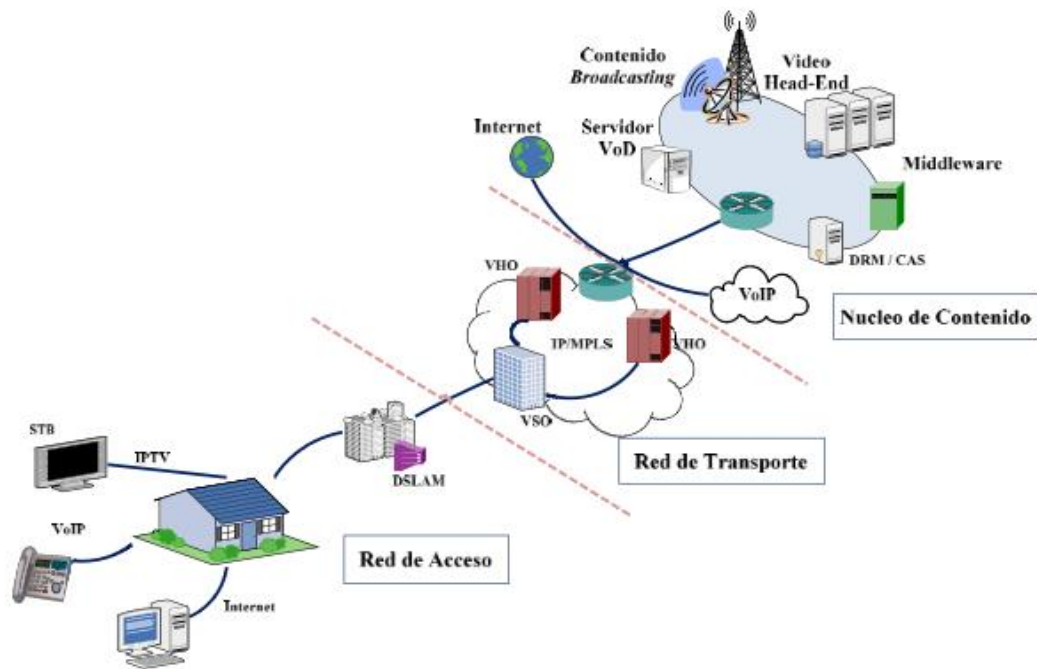 Contenido
Broadcasting
Video
Head-End
Internet
Servidor
VoD
Middleware
DRM / CAS
VHO
VoIP
Nucleo de Contenido
IP/MPLS
VHO
VSO
Red de Transporte
STB
IPTV
DSLAM
VoIP
Red de Acceso
Internet